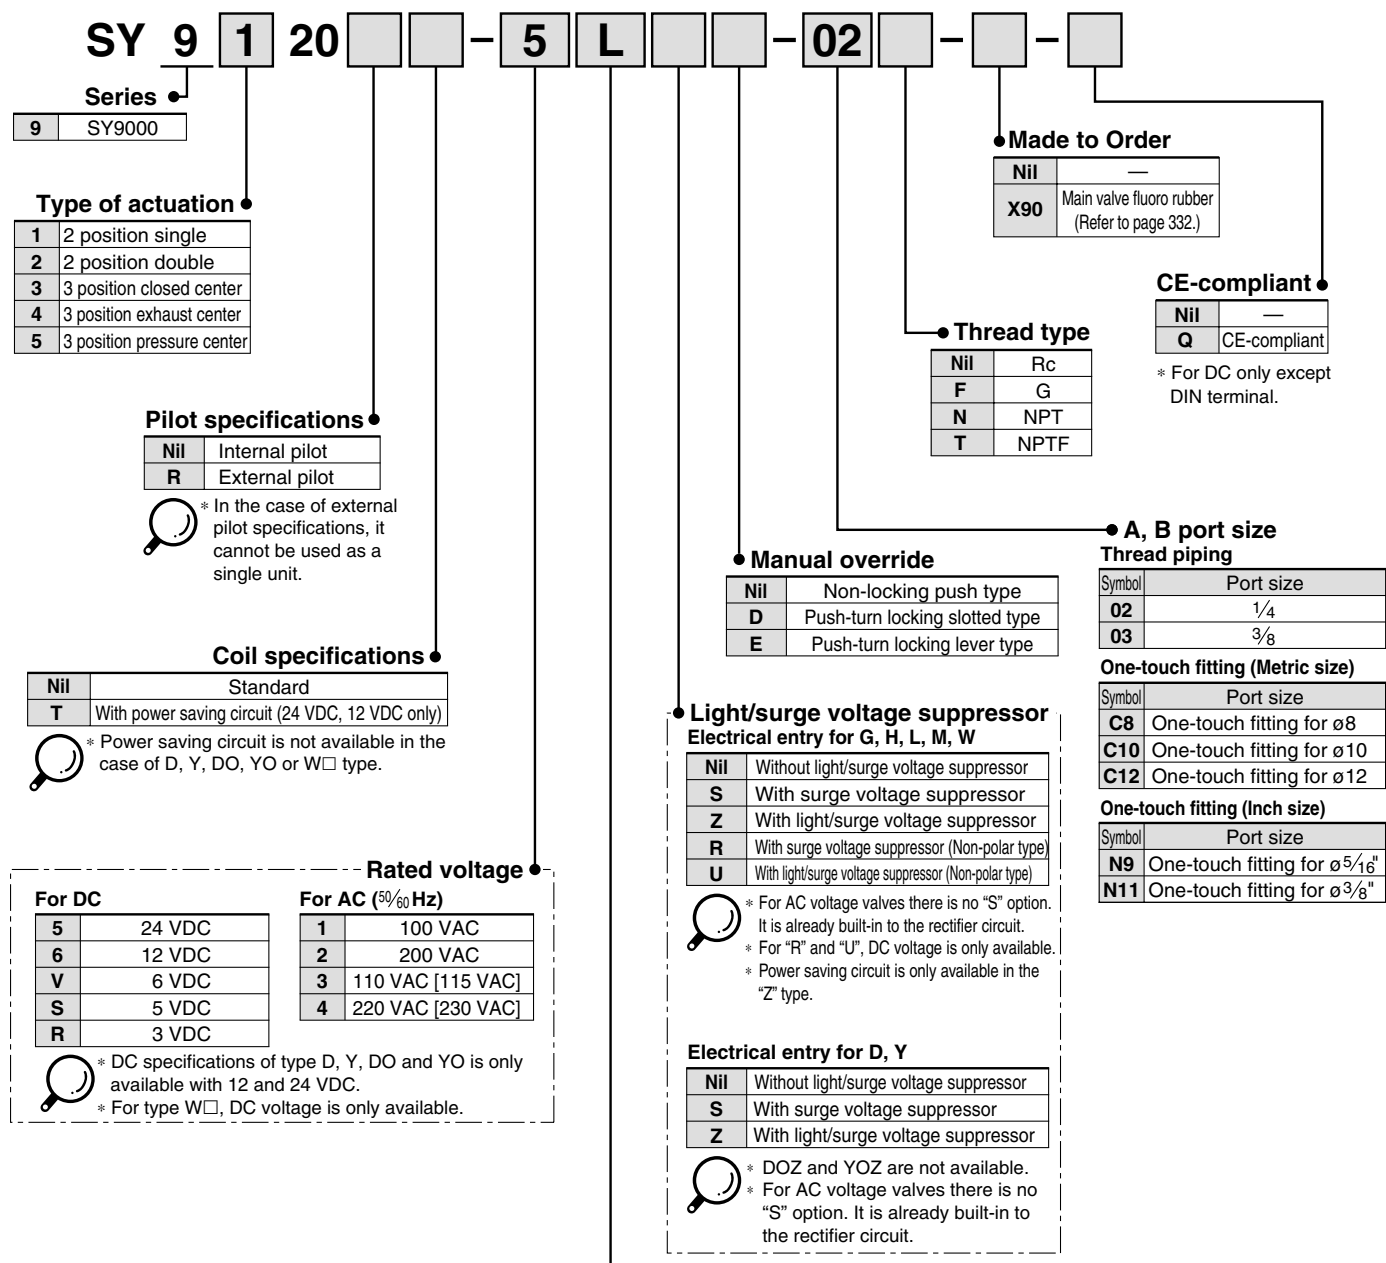 SY 9 1 20 - 5 L - 02 - -
Series
9 SY9000
Type of actuation
1 2 position single
2 2 position double
3 3 position closed center
4 3 position exhaust center
5 3 position pressure center
Pilot specifications
Nil Internal pilot
R External pilot
* In the case of external
pilot specifications, it
cannot be used as a
single unit.
Coil specifications
Nil Standard
T With power saving circuit (24 VDC, 12 VDC only)
* Power saving circuit is not available in the
case of D, Y, DO, YO or W□ type.
Rated voltage
For DC
5 24 VDC
6 12 VDC
V 6 VDC
S 5 VDC
R 3 VDC
For AC (50/60 Hz)
1 100 VAC
2 200 VAC
3 110 VAC [115 VAC]
4 220 VAC [230 VAC]
* DC specifications of type D, Y, DO and YO is only
available with 12 and 24 VDC.
* For type W□, DC voltage is only available.
Light/surge voltage suppressor
Electrical entry for G, H, L, M, W
Nil Without light/surge voltage suppressor
S With surge voltage suppressor
Z With light/surge voltage suppressor
R With surge voltage suppressor (Non-polar type)
U With light/surge voltage suppressor (Non-polar type)
* For AC voltage valves there is no “S” option.
It is already built-in to the rectifier circuit.
* For “R” and “U”, DC voltage is only available.
* Power saving circuit is only available in the
“Z” type.
Electrical entry for D, Y
Nil Without light/surge voltage suppressor
S With surge voltage suppressor
Z With light/surge voltage suppressor
* DOZ and YOZ are not available.
* For AC voltage valves there is no
“S” option. It is already built-in to
the rectifier circuit.
Manual override
Nil Non-locking push type
D Push-turn locking slotted type
E Push-turn locking lever type
A, B port size
Thread piping
Symbol Port size
02 1/4
03 3/8
One-touch fitting (Metric size)
Symbol Port size
C8 One-touch fitting for ø8
C10 One-touch fitting for ø10
C12 One-touch fitting for ø12
One-touch fitting (Inch size)
Symbol Port size
N9 One-touch fitting for ø5/16"
N11 One-touch fitting for ø3/8"
Thread type
Nil Rc
F G
N NPT
T NPTF
Made to Order
Nil —
X90 Main valve fluoro rubber
(Refer to page 332.)
CE-compliant
Nil —
Q CE-compliant
* For DC only except
DIN terminal.